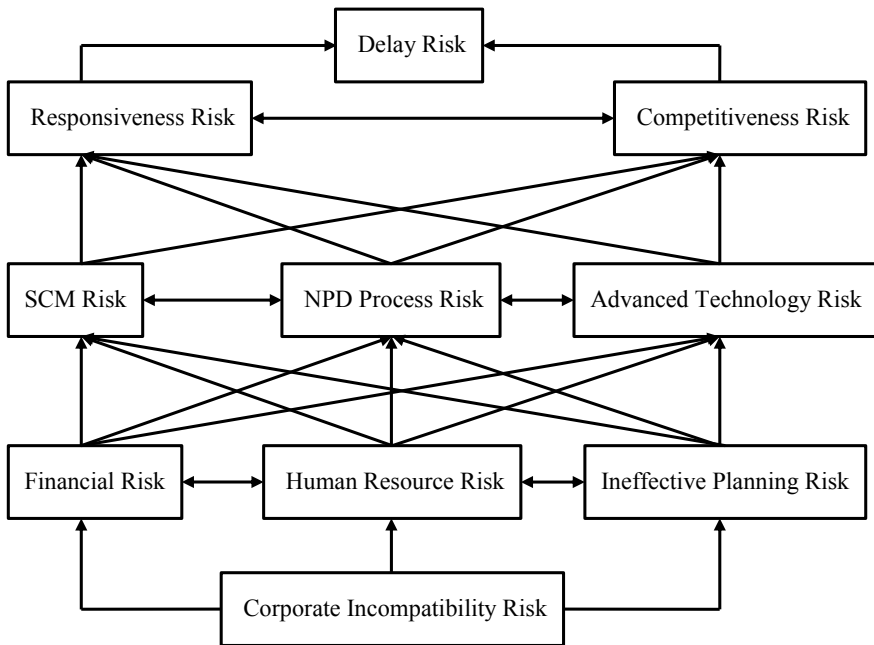 Delay Risk
Responsiveness Risk
Competitiveness Risk
SCM Risk
NPD Process Risk
Advanced Technology Risk
Financial Risk
Human Resource Risk
Ineffective Planning Risk
Corporate Incompatibility Risk